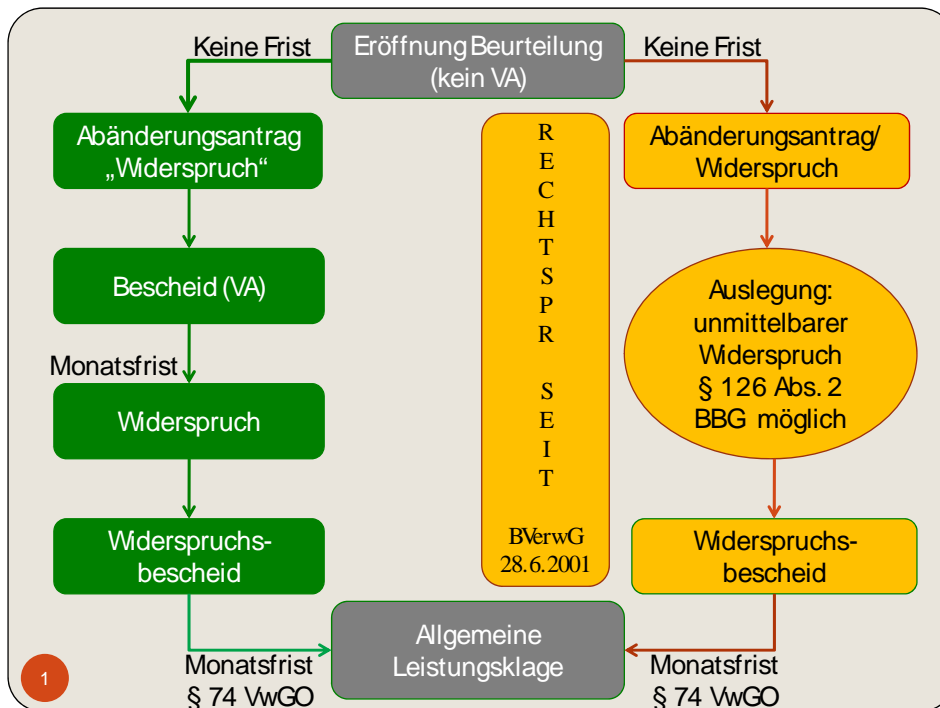 Keine Frist
Eröffnung Beurteilung
(kein VA)
Keine Frist
Abänderungsantrag
„Widerspruch“
R
E
C
H
T
S
P
R
S
E
I
T
BVerwG
28.6.2001
Abänderungsantrag/
Widerspruch
Bescheid (VA)
Auslegung:
unmittelbarer
Widerspruch
§ 126 Abs. 2
BBG möglich
Monatsfrist
Widerspruch
Widerspruchs-
bescheid
Widerspruchs-
bescheid
Allgemeine
Leistungsklage
Monatsfrist
§ 74 VwGO
Monatsfrist
§ 74 VwGO
1